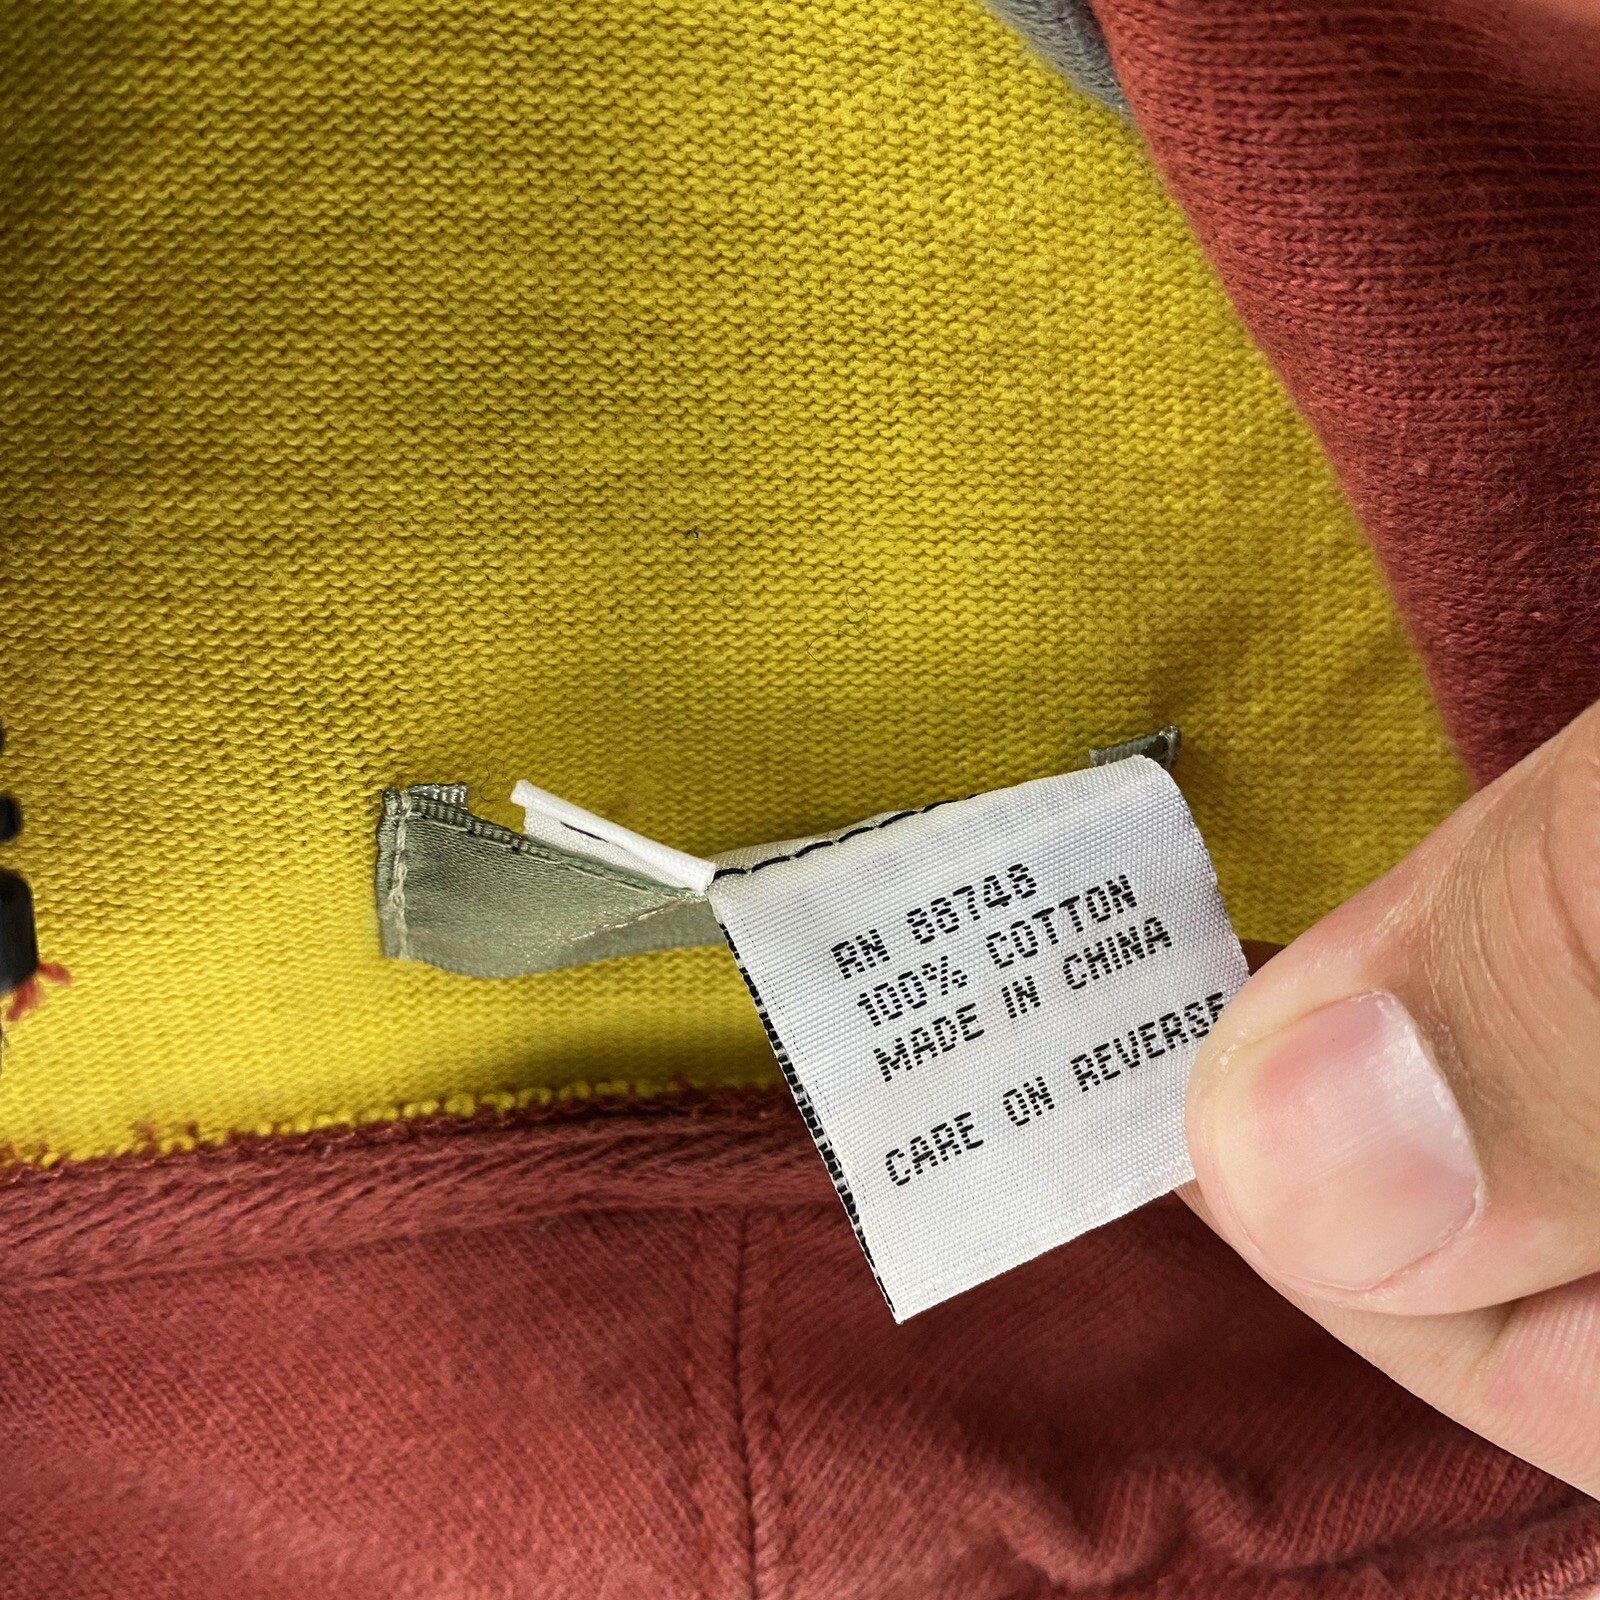 RN 88748
100% COTTON
MADE IN CHINA
CARE ON REVERSE